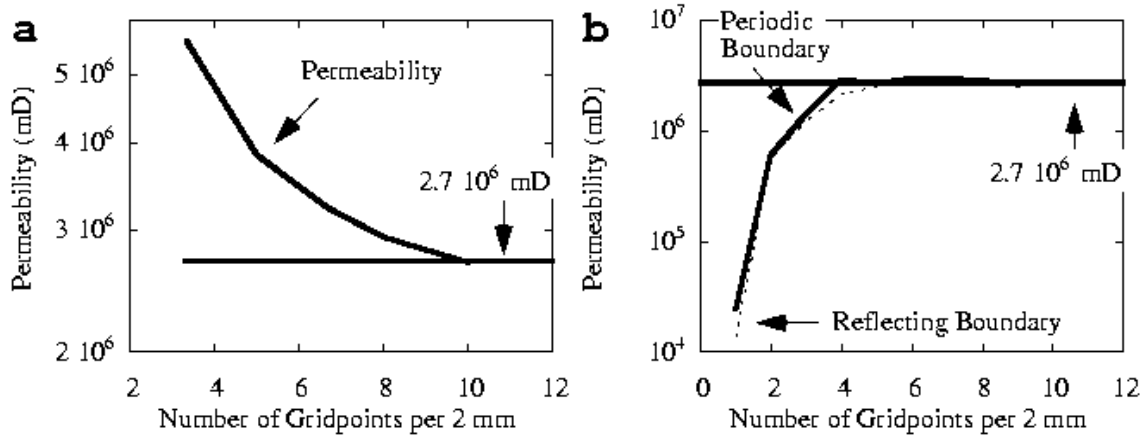 a
5 10⁶
4 10⁶
3 10⁶
2 10⁶
Permeability (mD)
Permeability
2.7 10⁶ mD
2 4 6 8 10 12
Number of Gridpoints per 2 mm
b
10⁷
10⁶
10⁵
10⁴
Permeability (mD)
Periodic
Boundary
2.7 10⁶ mD
Reflecting Boundary
0 2 4 6 8 10 12
Number of Gridpoints per 2 mm